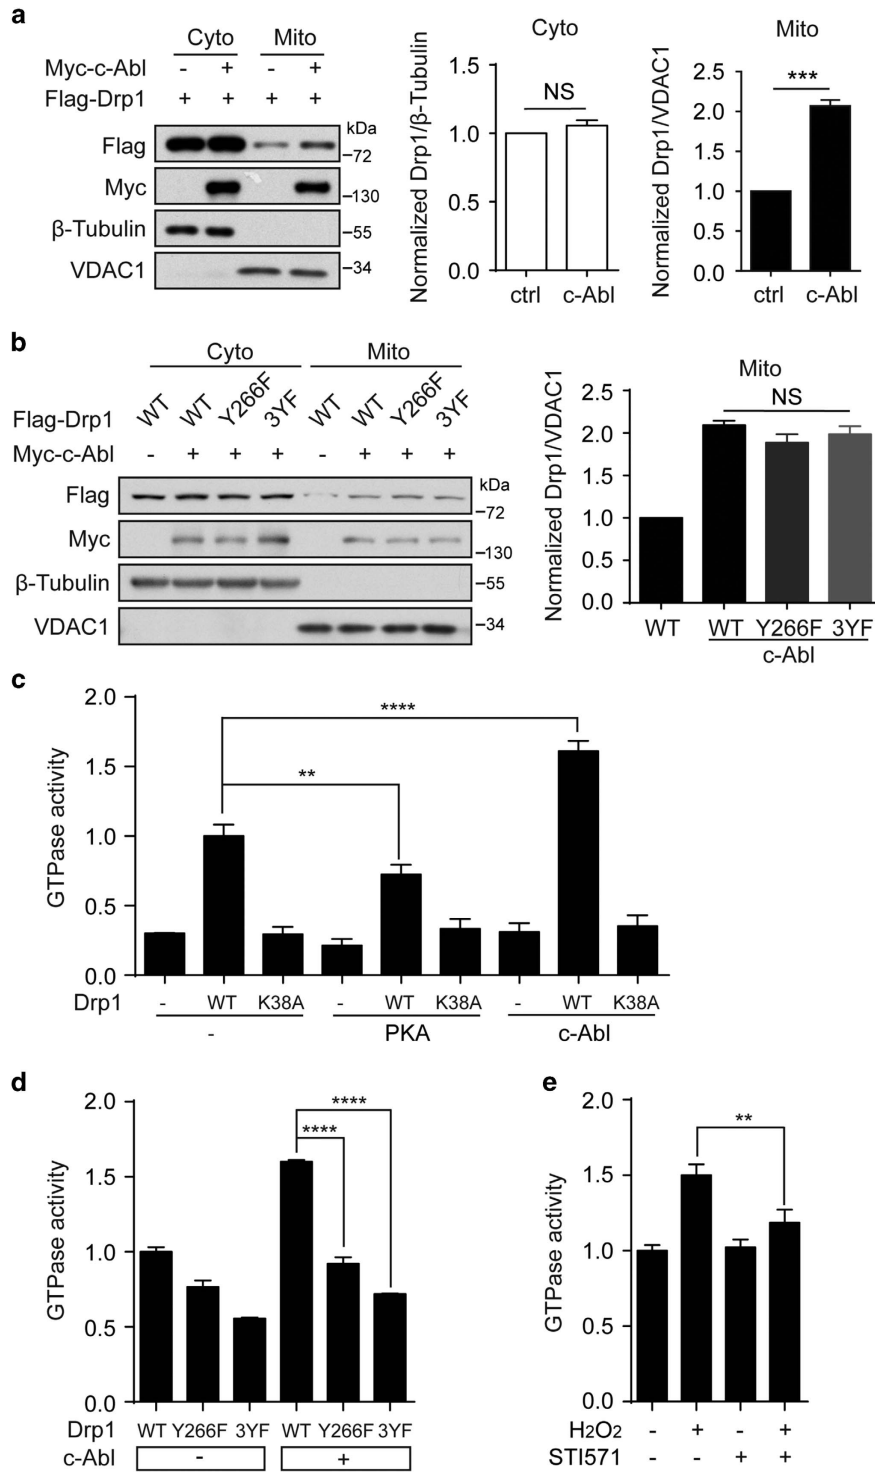 a
Cyto Mito
Myc-c-Abl - + - +
Flag-Drp1 + + + +
kDa
Flag
–72
Myc
–130
β-Tubulin –55
VDAC1 –34
Cyto
Normalized Drp1/β-Tubulin
1.5
1.0
0.5
0.0
NS
ctrl c-Abl
Mito
Normalized Drp1/VDAC1
2.5
2.0
1.5
1.0
0.5
0.0
***
ctrl c-Abl
b
Cyto Mito
Flag-Drp1 WT WT Y266F 3YF WT WT Y266F 3YF
Myc-c-Abl - + + + - + + +
kDa
Flag
–72
Myc
–130
β-Tubulin –55
VDAC1 –34
Mito
Normalized Drp1/VDAC1
2.5
2.0
1.5
1.0
0.5
0.0
NS
WT WT Y266F 3YF
c-Abl
c
GTPase activity
2.0
1.5
1.0
0.5
0.0
****
**
Drp1 - WT K38A - WT K38A - WT K38A
- PKA c-Abl
d
GTPase activity
2.0
1.5
1.0
0.5
0.0
****
****
Drp1 WT Y266F 3YF WT Y266F 3YF
c-Abl - +
e
GTPase activity
2.0
1.5
1.0
0.5
0.0
**
H2O2 - + - +
STI571 - - + +